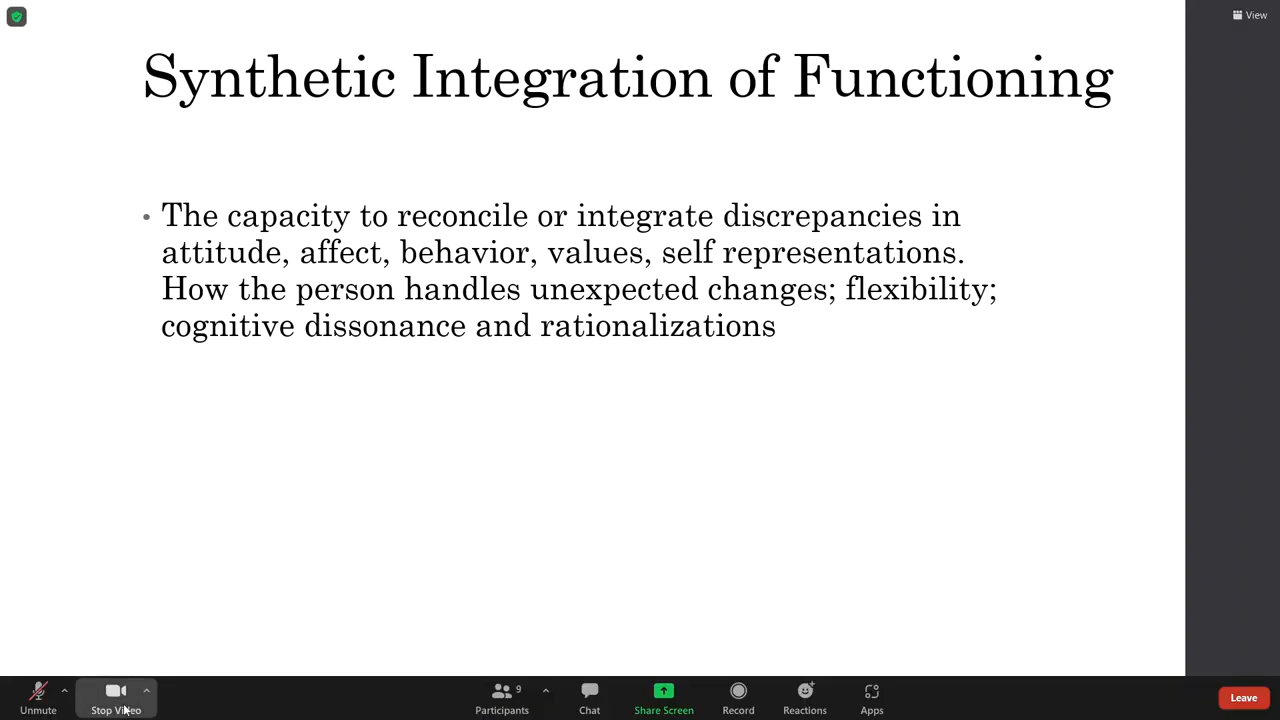 View
Synthetic Integration of Functioning
• The capacity to reconcile or integrate discrepancies in
attitude, affect, behavior, values, self representations.
How the person handles unexpected changes; flexibility;
cognitive dissonance and rationalizations
Unmute
Stop Video
Participants 9
Chat
Share Screen
Record
Reactions
Apps
Leave